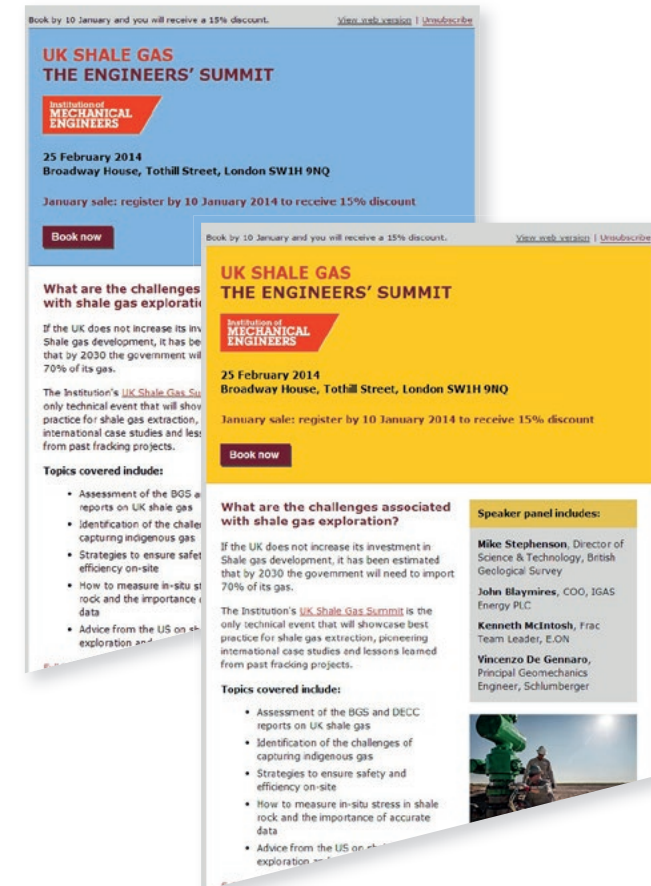 Book by 10 January and you will receive a 15% discount. View web version | Unsubscribe
UK SHALE GAS
THE ENGINEERS' SUMMIT
Institution of
MECHANICAL
ENGINEERS
25 February 2014
Broadway House, Tothill Street, London SW1H 9NQ
January sale: register by 10 January 2014 to receive 15% discount
Book now
What are the challenges
with shale gas
If the UK does not increase its
Shale gas development, it has
that by 2030 the government
70% of its gas.
The Institution's UK Shale Gas
only technical event that will
practice for shale gas extraction,
international case studies and
from past fracking projects.
Topics covered include:
• Assessment of the BGS
reports on UK shale gas
• Identification of the
capturing indigenous gas
• Strategies to ensure
efficiency on-site
• How to measure in-situ
rock and the importance
data
• Advice from the US on
exploration
Book by 10 January and you will receive a 15% discount. View web version | Unsubscribe
UK SHALE GAS
THE ENGINEERS' SUMMIT
Institution of
MECHANICAL
ENGINEERS
25 February 2014
Broadway House, Tothill Street, London SW1H 9NQ
January sale: register by 10 January 2014 to receive 15% discount
Book now
What are the challenges associated
with shale gas exploration?
If the UK does not increase its investment in
Shale gas development, it has been estimated
that by 2030 the government will need to import
70% of its gas.
The Institution's UK Shale Gas Summit is the
only technical event that will showcase best
practice for shale gas extraction, pioneering
international case studies and lessons learned
from past fracking projects.
Topics covered include:
• Assessment of the BGS and DECC
reports on UK shale gas
• Identification of the challenges of
capturing indigenous gas
• Strategies to ensure safety and
efficiency on-site
• How to measure in-situ stress in shale
rock and the importance of accurate
data
• Advice from the US on
exploration
Speaker panel includes:
Mike Stephenson, Director of
Science & Technology, British
Geological Survey
John Blaymires, COO, IGAS
Energy PLC
Kenneth McIntosh, Frac
Team Leader, E.ON
Vincenzo De Gennaro,
Principal Geomechanics
Engineer, Schlumberger